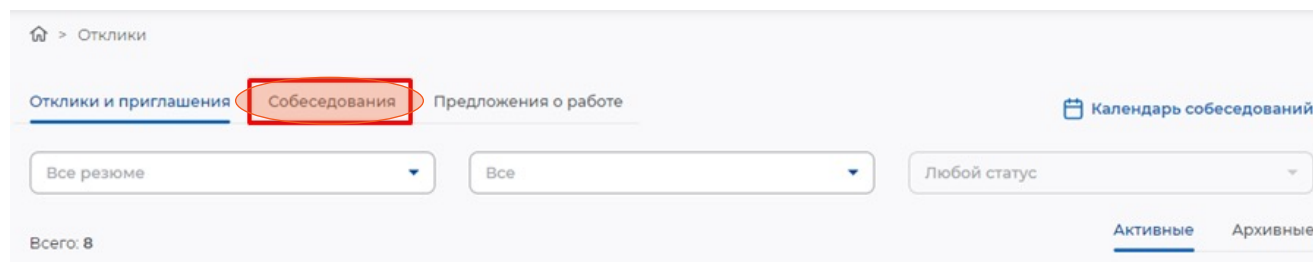 > Отклики
Отклики и приглашения Собеседования Предложения о работе
Календарь собеседований
Все резюме Все Любой статус
Всего: 8 Активные Архивные